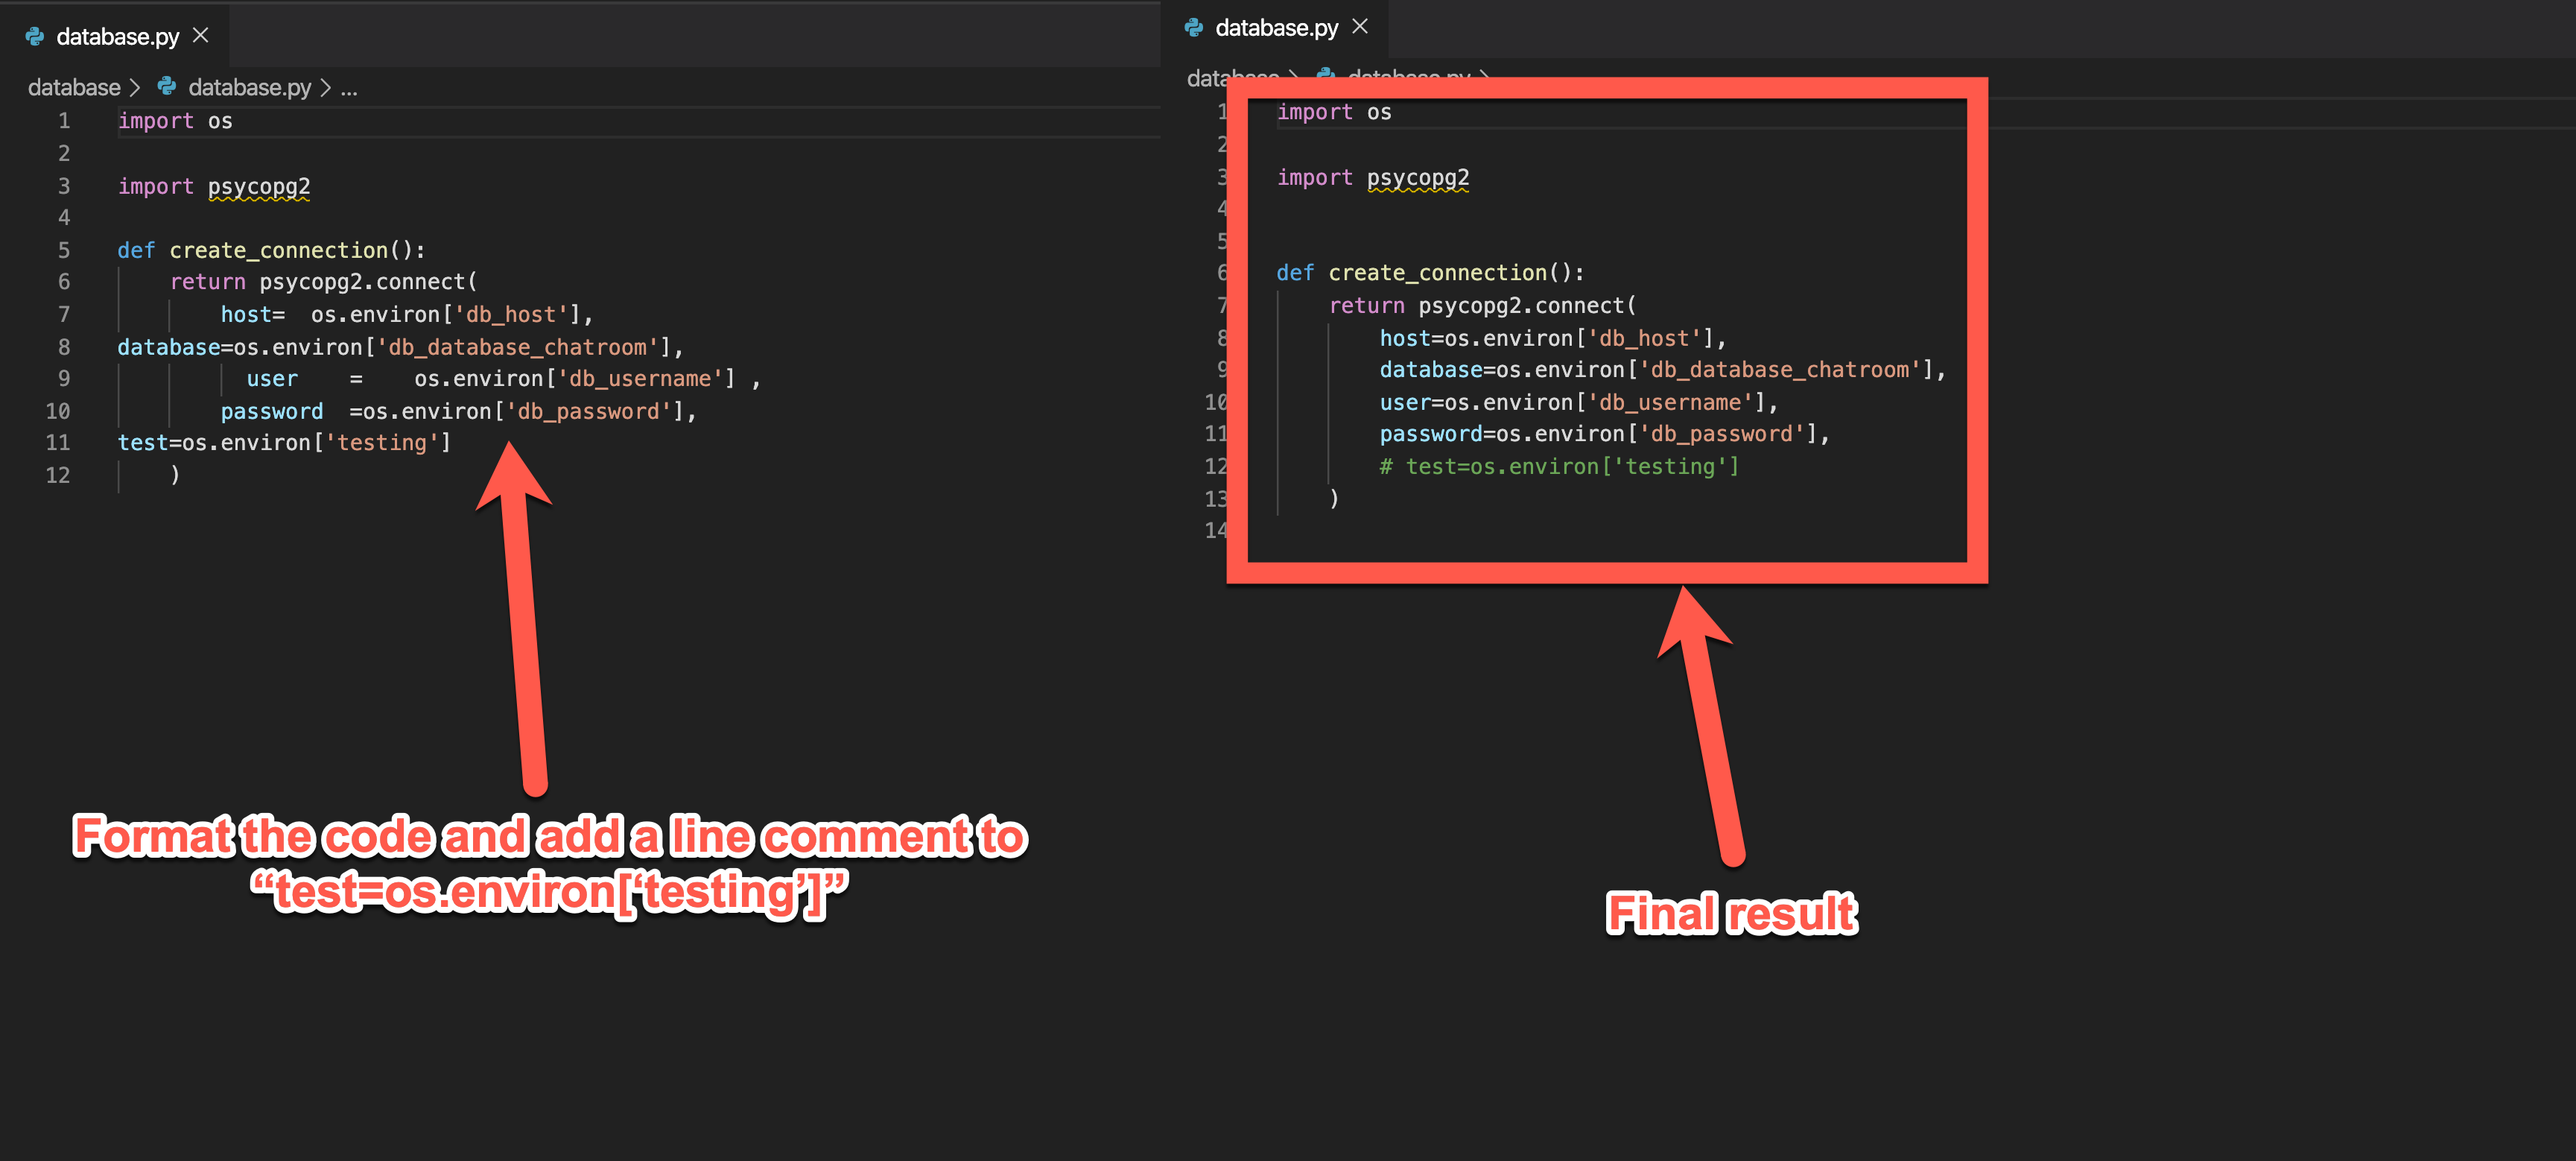 database.py
database > database.py > ...
1 import os
2
3 import psycopg2
4
5 def create_connection():
6     return psycopg2.connect(
7         host=  os.environ['db_host'],
8 database=os.environ['db_database_chatroom'],
9           user    =    os.environ['db_username'] ,
10         password  =os.environ['db_password'],
11 test=os.environ['testing']
12     )
Format the code and add a line comment to
“test=os.environ[‘testing’]”
database.py
database > database.py >
1 import os
2
3 import psycopg2
4
5
6 def create_connection():
7     return psycopg2.connect(
8         host=os.environ['db_host'],
9         database=os.environ['db_database_chatroom'],
10         user=os.environ['db_username'],
11         password=os.environ['db_password'],
12         # test=os.environ['testing']
13     )
14
Final result